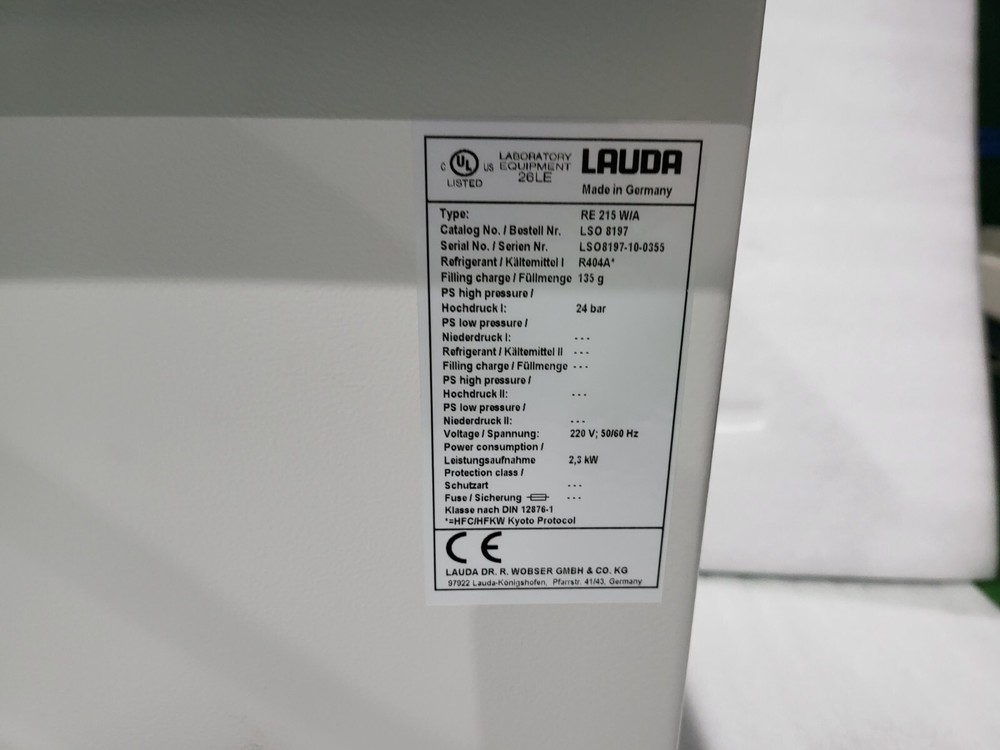 C UL US LISTED
LABORATORY
EQUIPMENT
26LE
LAUDA
Made in Germany
Type: RE 215 W/A
Catalog No. / Bestell Nr. LSO 8197
Serial No. / Serien Nr. LSO8197-10-0355
Refrigerant / Kältemittel I R404A*
Filling charge / Füllmenge 135 g
PS high pressure /
Hochdruck I: 24 bar
PS low pressure /
Niederdruck I: - - -
Refrigerant / Kältemittel II - - -
Filling charge / Füllmenge - - -
PS high pressure /
Hochdruck II: - - -
PS low pressure /
Niederdruck II: - - -
Voltage / Spannung: 220 V; 50/60 Hz
Power consumption /
Leistungsaufnahme 2,3 kW
Protection class /
Schutzart - - -
Fuse / Sicherung - - -
Klasse nach DIN 12876-1
*=HFC/HFKW Kyoto Protocol
CE
LAUDA DR. R. WOBSER GMBH & CO. KG
97922 Lauda-Königshofen, Pfarrstr. 41/43, Germany